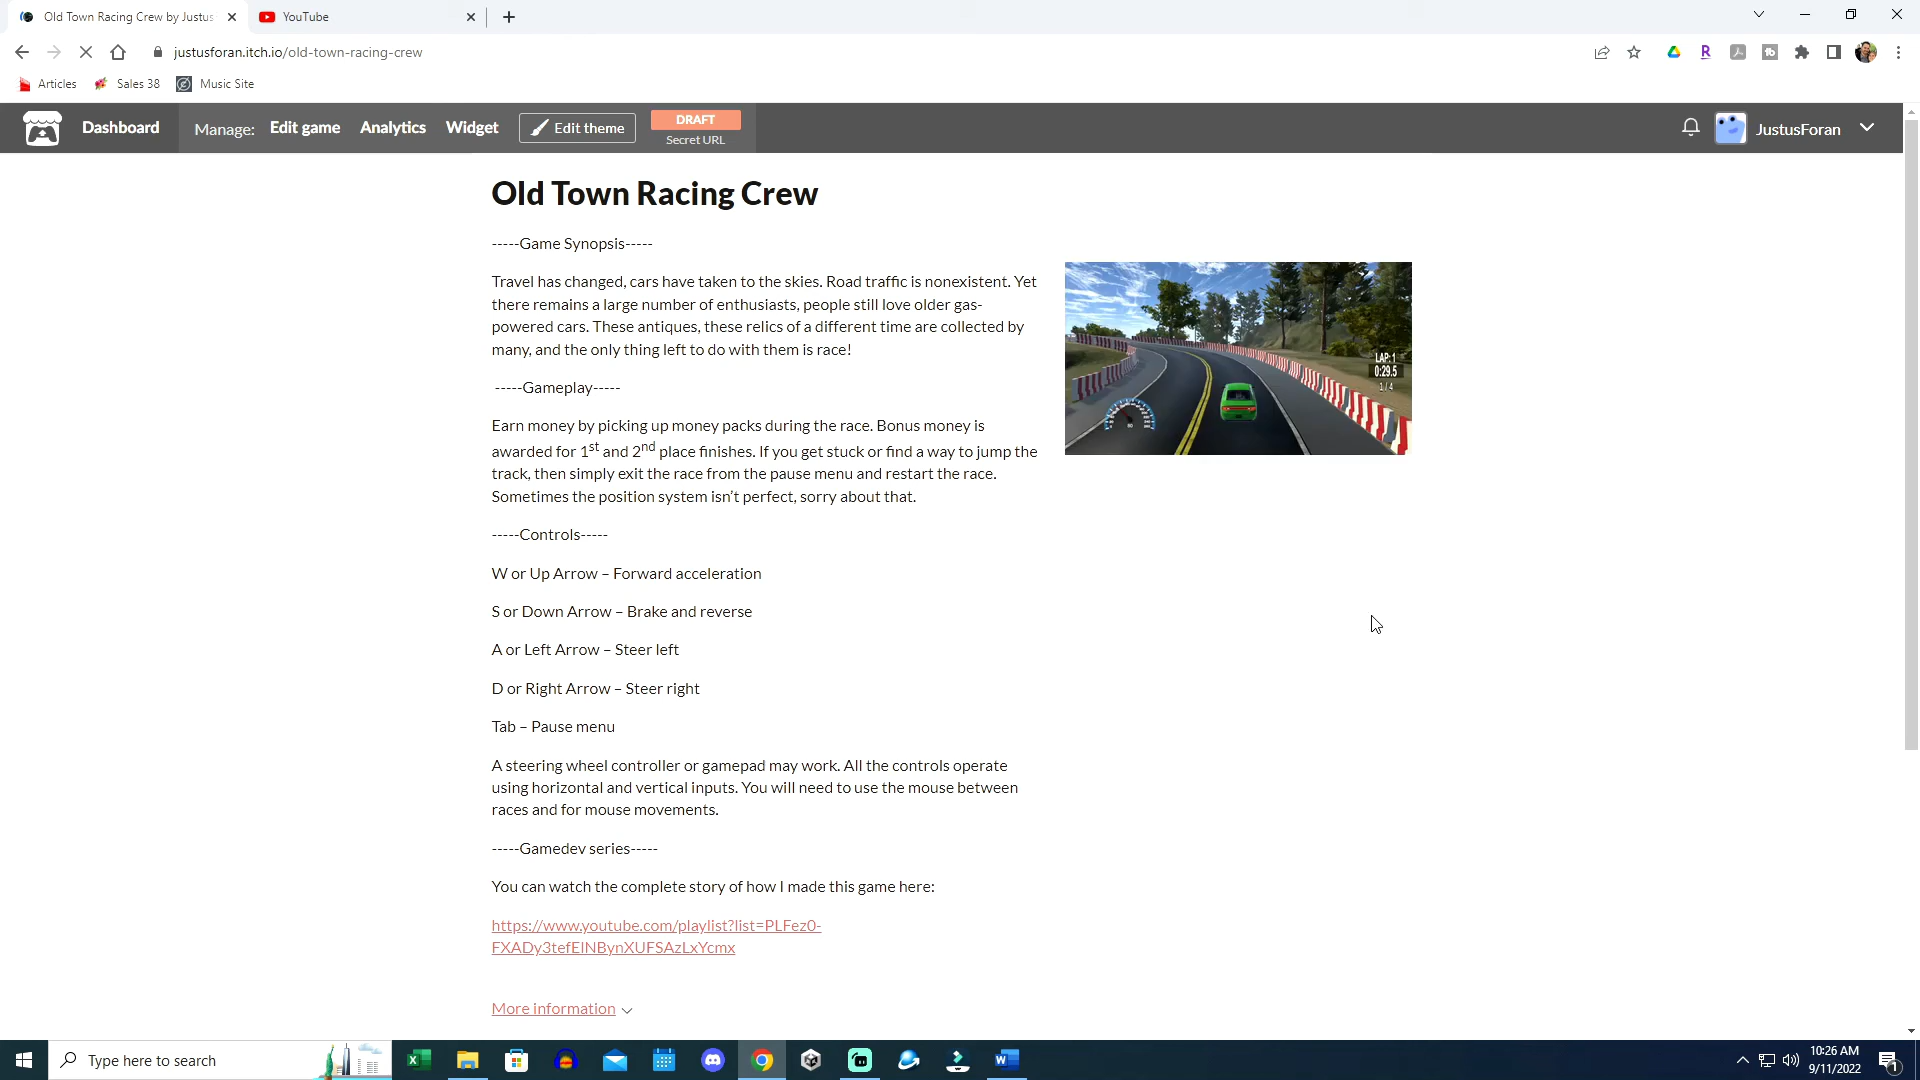 Old Town Racing Crew by Justus
YouTube
justusforan.itch.io/old-town-racing-crew
Articles
Sales 38
Music Site
Dashboard
Manage:
Edit game
Analytics
Widget
Edit theme
DRAFT
Secret URL
JustusForan
Old Town Racing Crew
-----Game Synopsis-----
Travel has changed, cars have taken to the skies. Road traffic is nonexistent. Yet
there remains a large number of enthusiasts, people still love older gas-
powered cars. These antiques, these relics of a different time are collected by
many, and the only thing left to do with them is race!
LAP: 1
0:29.5
1/4
-----Gameplay-----
Earn money by picking up money packs during the race. Bonus money is
awarded for 1st and 2nd place finishes. If you get stuck or find a way to jump the
track, then simply exit the race from the pause menu and restart the race.
Sometimes the position system isn't perfect, sorry about that.
-----Controls-----
W or Up Arrow – Forward acceleration
S or Down Arrow – Brake and reverse
A or Left Arrow – Steer left
D or Right Arrow – Steer right
Tab – Pause menu
A steering wheel controller or gamepad may work. All the controls operate
using horizontal and vertical inputs. You will need to use the mouse between
races and for mouse movements.
-----Gamedev series-----
You can watch the complete story of how I made this game here:
https://www.youtube.com/playlist?list=PLFez0-
FXADy3tefEINBynXUFSAzLxYcmx
More information
Type here to search
10:26 AM
9/11/2022
1